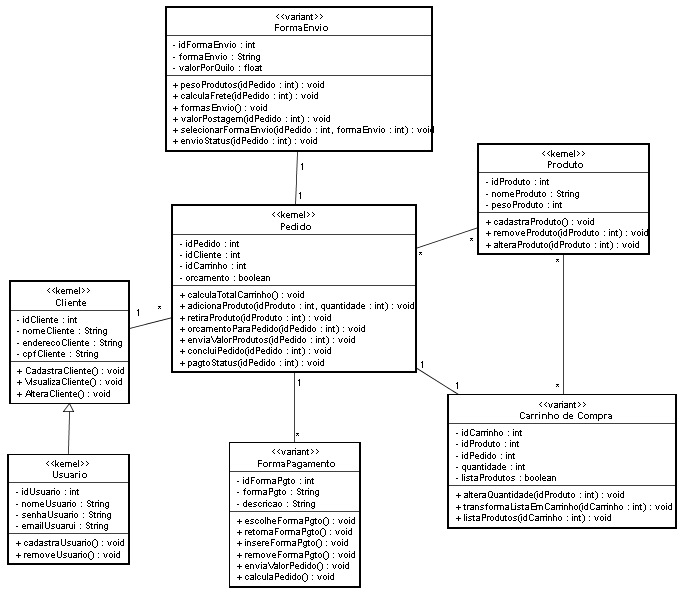 <<variant>>
FormaEnvio
- idFormaEnvio : int
- formaEnvio : String
- valorPorQuilo : float
+ pesoProdutos(idPedido : int) : void
+ calculaFrete(idPedido : int) : void
+ formasEnvio() : void
+ valorPostagem(idPedido : int) : void
+ selecionarFormaEnvio(idPedido : int, formaEnvio : int) : void
+ envioStatus(idPedido : int) : void
1
1
<<kernel>>
Produto
- idProduto : int
- nomeProduto : String
- pesoProduto : int
+ cadastraProduto() : void
+ removeProduto(idProduto : int) : void
+ alteraProduto(idProduto : int) : void
<<kernel>>
Pedido
- idPedido : int
- idCliente : int
- idCarrinho : int
- orcamento : boolean
+ calculaTotalCarrinho() : void
+ adicionaProduto(idProduto : int, quantidade : int) : void
+ retiraProduto(idProduto : int) : void
+ orcamentoParaPedido(idPedido : int) : void
+ enviaValorProdutos(idPedido : int) : void
+ concluiPedido(idPedido : int) : void
+ pagtoStatus(idPedido : int) : void
*
*
*
*
<<kernel>>
Cliente
- idCliente : int
- nomeCliente : String
- enderecoCliente : String
- cpfCliente : String
+ CadastraCliente() : void
+ VisualizaCliente() : void
+ AlteraCliente() : void
1
*
1
1
1
*
<<variant>>
Carrinho de Compra
- idCarrinho : int
- idProduto : int
- idPedido : int
- quantidade : int
- listaProdutos : boolean
+ alteraQuantidade(idProduto : int) : void
+ transformaListaEmCarrinho(idCarrinho : int) : void
+ listaProdutos(idCarrinho : int) : void
<<kernel>>
Usuario
- idUsuario : int
- nomeUsuario : String
- senhaUsuario : String
- emailUsuarui : String
+ cadastraUsuario() : void
+ removeUsuario() : void
<<variant>>
FormaPagamento
- idFormaPgto : int
- formaPgto : String
- descricao : String
+ escolheFormaPgto() : void
+ retornaFormaPgto() : void
+ insereFormaPgto() : void
+ removeFormaPgto() : void
+ enviaValorPedido() : void
+ calculaPedido() : void